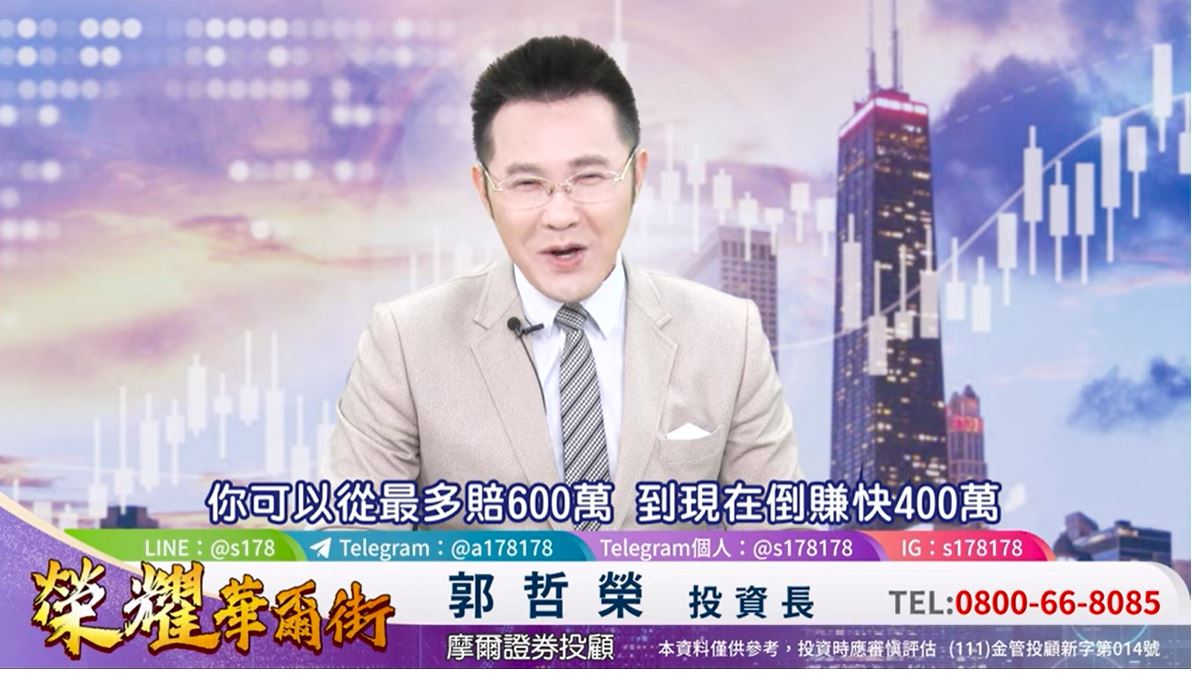 你可以從最多賠600萬 到現在倒賺快400萬
LINE：@s178 Telegram：@a178178 Telegram個人：@s178178 IG：s178178
榮耀華爾街
郭哲榮 投資長
TEL:0800-66-8085
摩爾證券投顧
本資料僅供參考，投資時應審慎評估 (111)金管投顧新字第014號